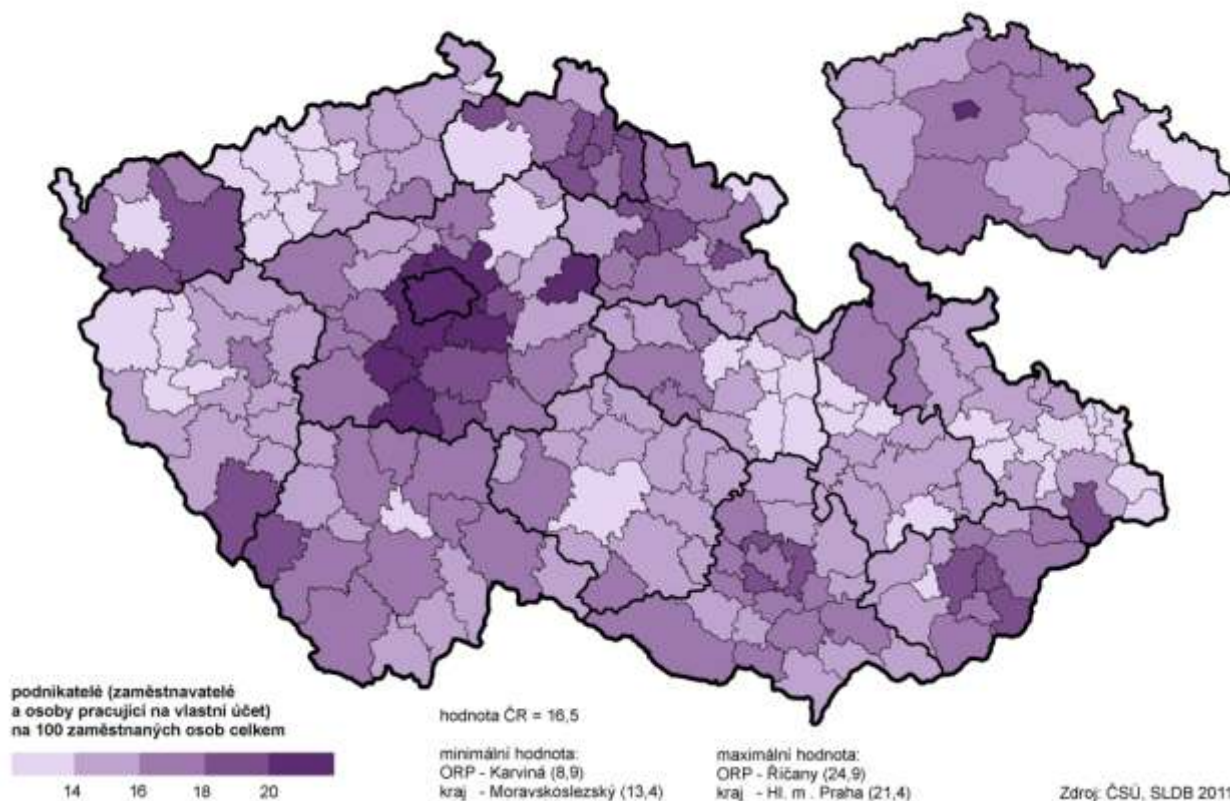 podnikatelé (zaměstnavatelé
a osoby pracující na vlastní účet)
na 100 zaměstnaných osob celkem
14 16 18 20
hodnota ČR = 16,5
minimální hodnota:
ORP - Karviná (8,9)
kraj - Moravskoslezský (13,4)
maximální hodnota:
ORP - Říčany (24,9)
kraj - Hl. m . Praha (21,4)
Zdroj: ČSÚ, SLDB 2011